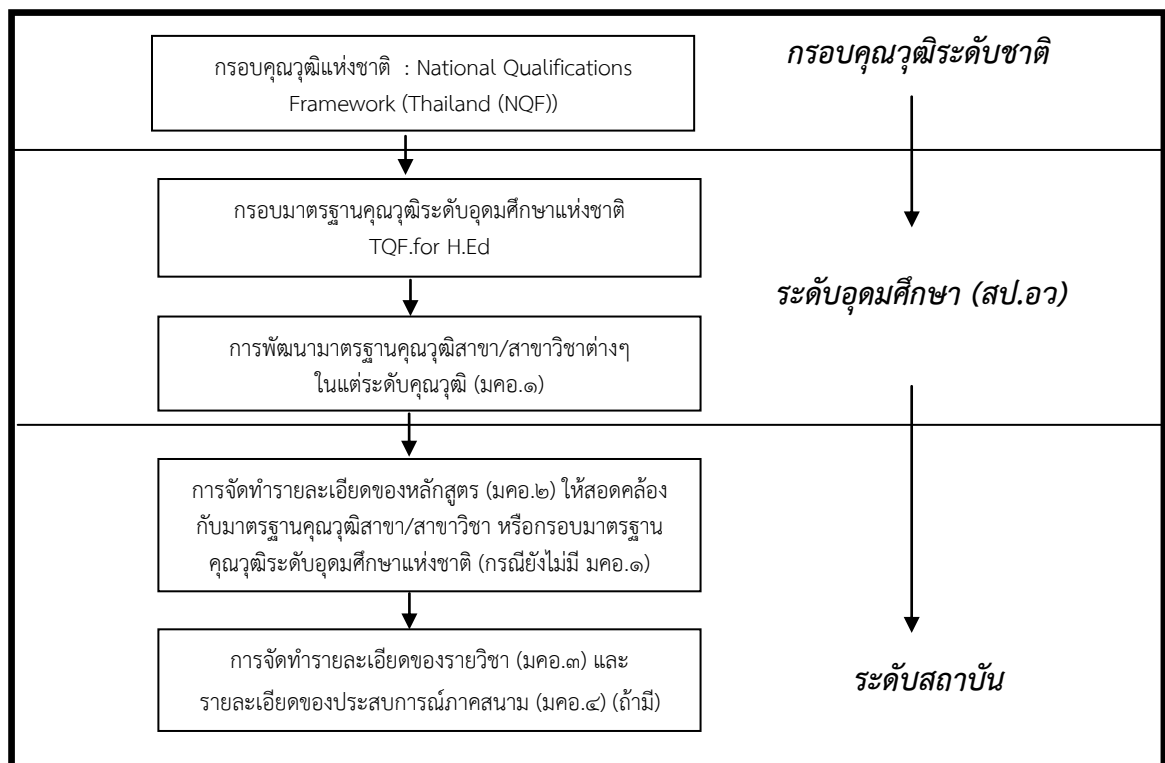 กรอบคุณวุฒิแห่งชาติ : National Qualifications
Framework (Thailand (NQF))
กรอบคุณวุฒิระดับชาติ
กรอบมาตรฐานคุณวุฒิระดับอุดมศึกษาแห่งชาติ
TQF.for H.Ed
ระดับอุดมศึกษา (สป.อว)
การพัฒนามาตรฐานคุณวุฒิสาขา/สาขาวิชาต่างๆ
ในแต่ระดับคุณวุฒิ (มคอ.๑)
การจัดทำรายละเอียดของหลักสูตร (มคอ.๒) ให้สอดคล้อง
กับมาตรฐานคุณวุฒิสาขา/สาขาวิชา หรือกรอบมาตรฐาน
คุณวุฒิระดับอุดมศึกษาแห่งชาติ (กรณียังไม่มี มคอ.๑)
การจัดทำรายละเอียดของรายวิชา (มคอ.๓) และ
รายละเอียดของประสบการณ์ภาคสนาม (มคอ.๔) (ถ้ามี)
ระดับสถาบัน